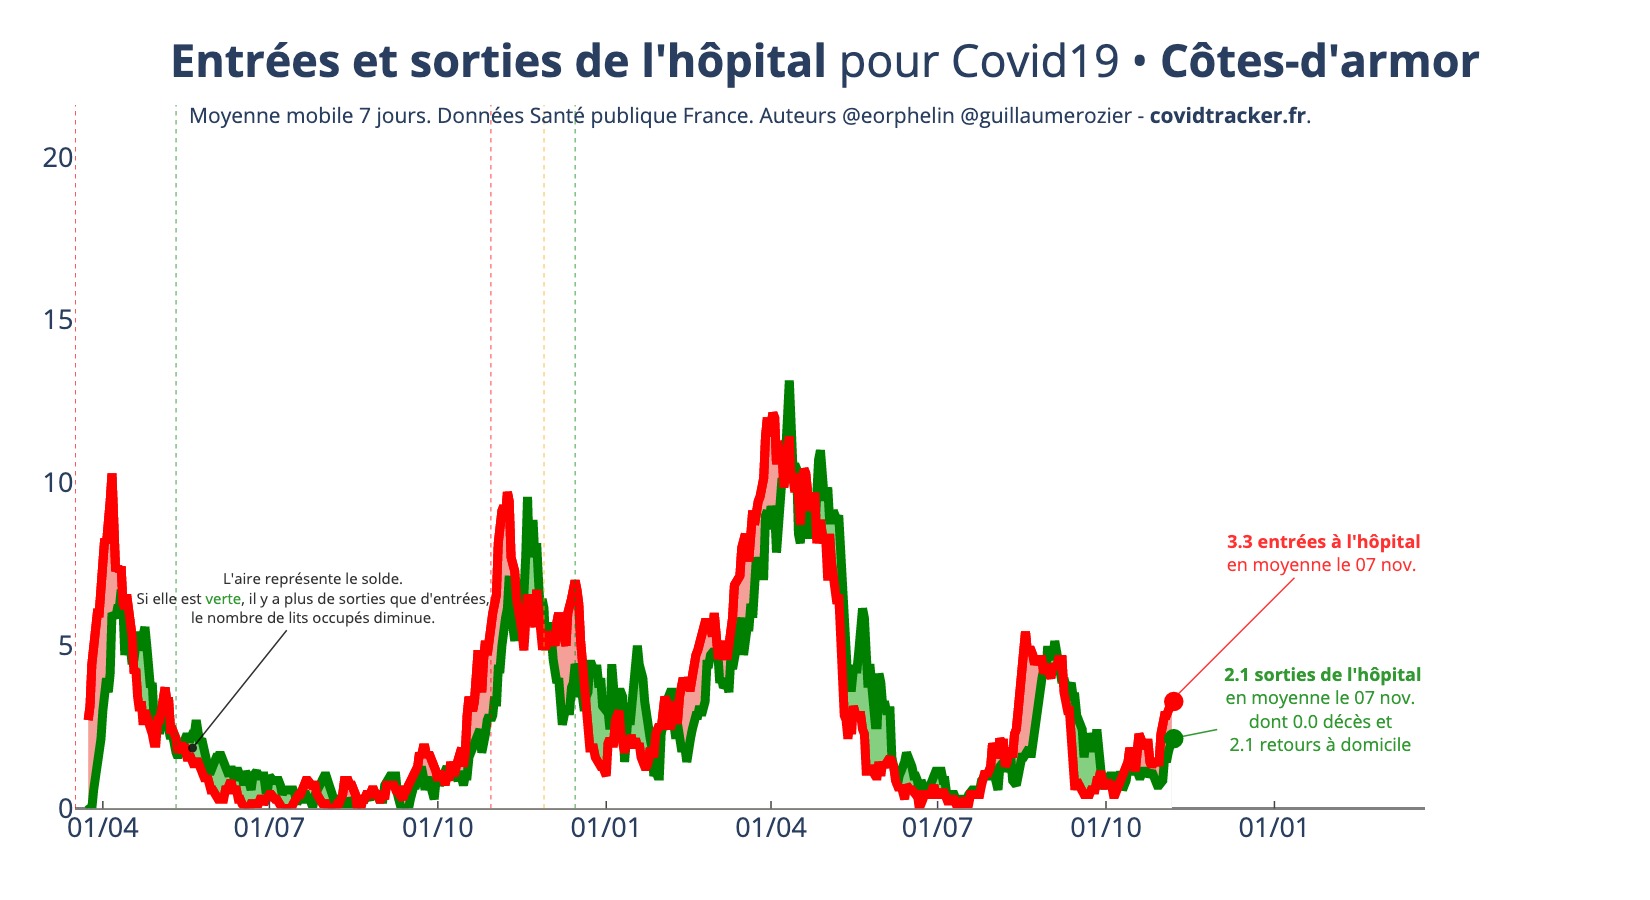 Entrées et sorties de l'hôpital pour Covid19 • Côtes-d'armor
Moyenne mobile 7 jours. Données Santé publique France. Auteurs @eorphelin @guillaumerozier - covidtracker.fr.
20
15
10
5
0
L'aire représente le solde.
Si elle est verte, il y a plus de sorties que d'entrées,
le nombre de lits occupés diminue.
3.3 entrées à l'hôpital
en moyenne le 07 nov.
2.1 sorties de l'hôpital
en moyenne le 07 nov.
dont 0.0 décès et
2.1 retours à domicile
01/04 01/07 01/10 01/01 01/04 01/07 01/10 01/01